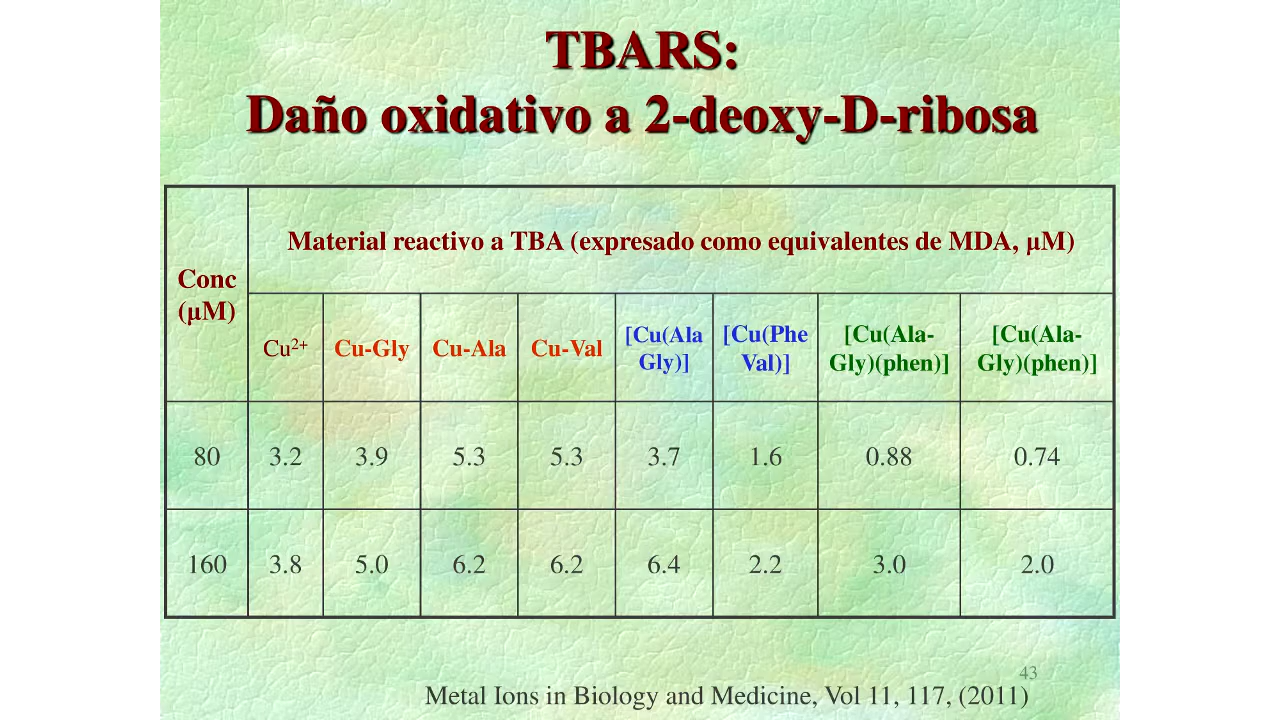 TBARS:
Daño oxidativo a 2-deoxy-D-ribosa
Conc
(µM)
Material reactivo a TBA (expresado como equivalentes de MDA, µM)
Cu²⁺ Cu-Gly Cu-Ala Cu-Val [Cu(Ala [Cu(Phe [Cu(Ala- [Cu(Ala-
Gly)] Val)] Gly)(phen)] Gly)(phen)]
80 3.2 3.9 5.3 5.3 3.7 1.6 0.88 0.74
160 3.8 5.0 6.2 6.2 6.4 2.2 3.0 2.0
43
Metal Ions in Biology and Medicine, Vol 11, 117, (2011)